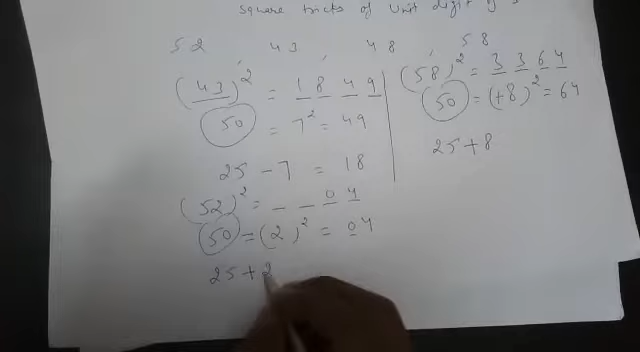 square tricks of unit digit of
52 , 43 , 48 , 58
(43)² = 1 8 4 9
50 = 7² = 49
25 - 7 = 18
(52)² = _ _ 0 4
50 = (2)² = 04
25 + 2
(58)² = 3 3 6 4
50 = (+8)² = 64
25 + 8